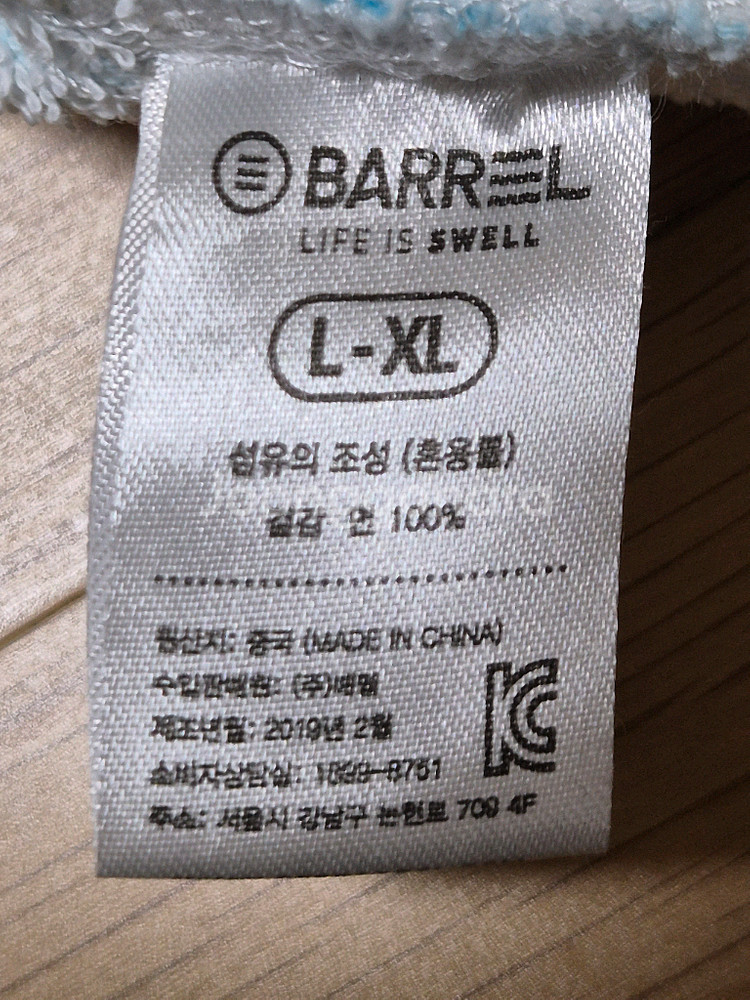 BARREL
LIFE IS SWELL
L-XL
섬유의 조성 (혼용률)
겉감 면 100%
원산지: 중국 (MADE IN CHINA)
수입판매원: (주)배럴
제조년월: 2019년 2월
소비자상담실:
주소: 서울시 강남구 논현로 709 4F